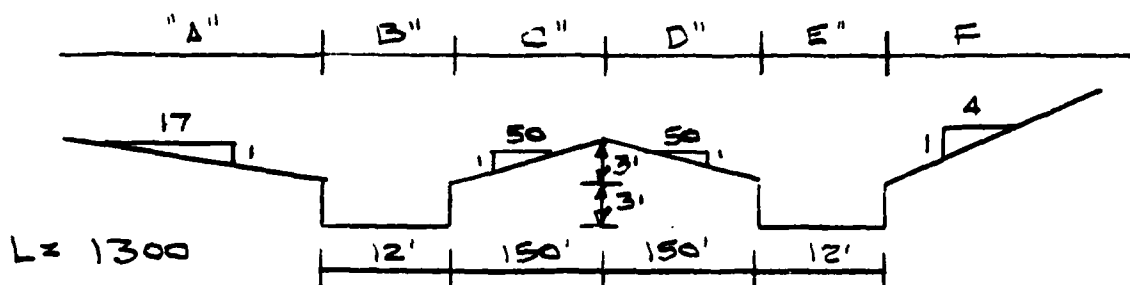 "A" B" C" D" E" F
17 1 1 50 50 1 1 4
3'
3'
L= 1300 12' 150' 150' 12'